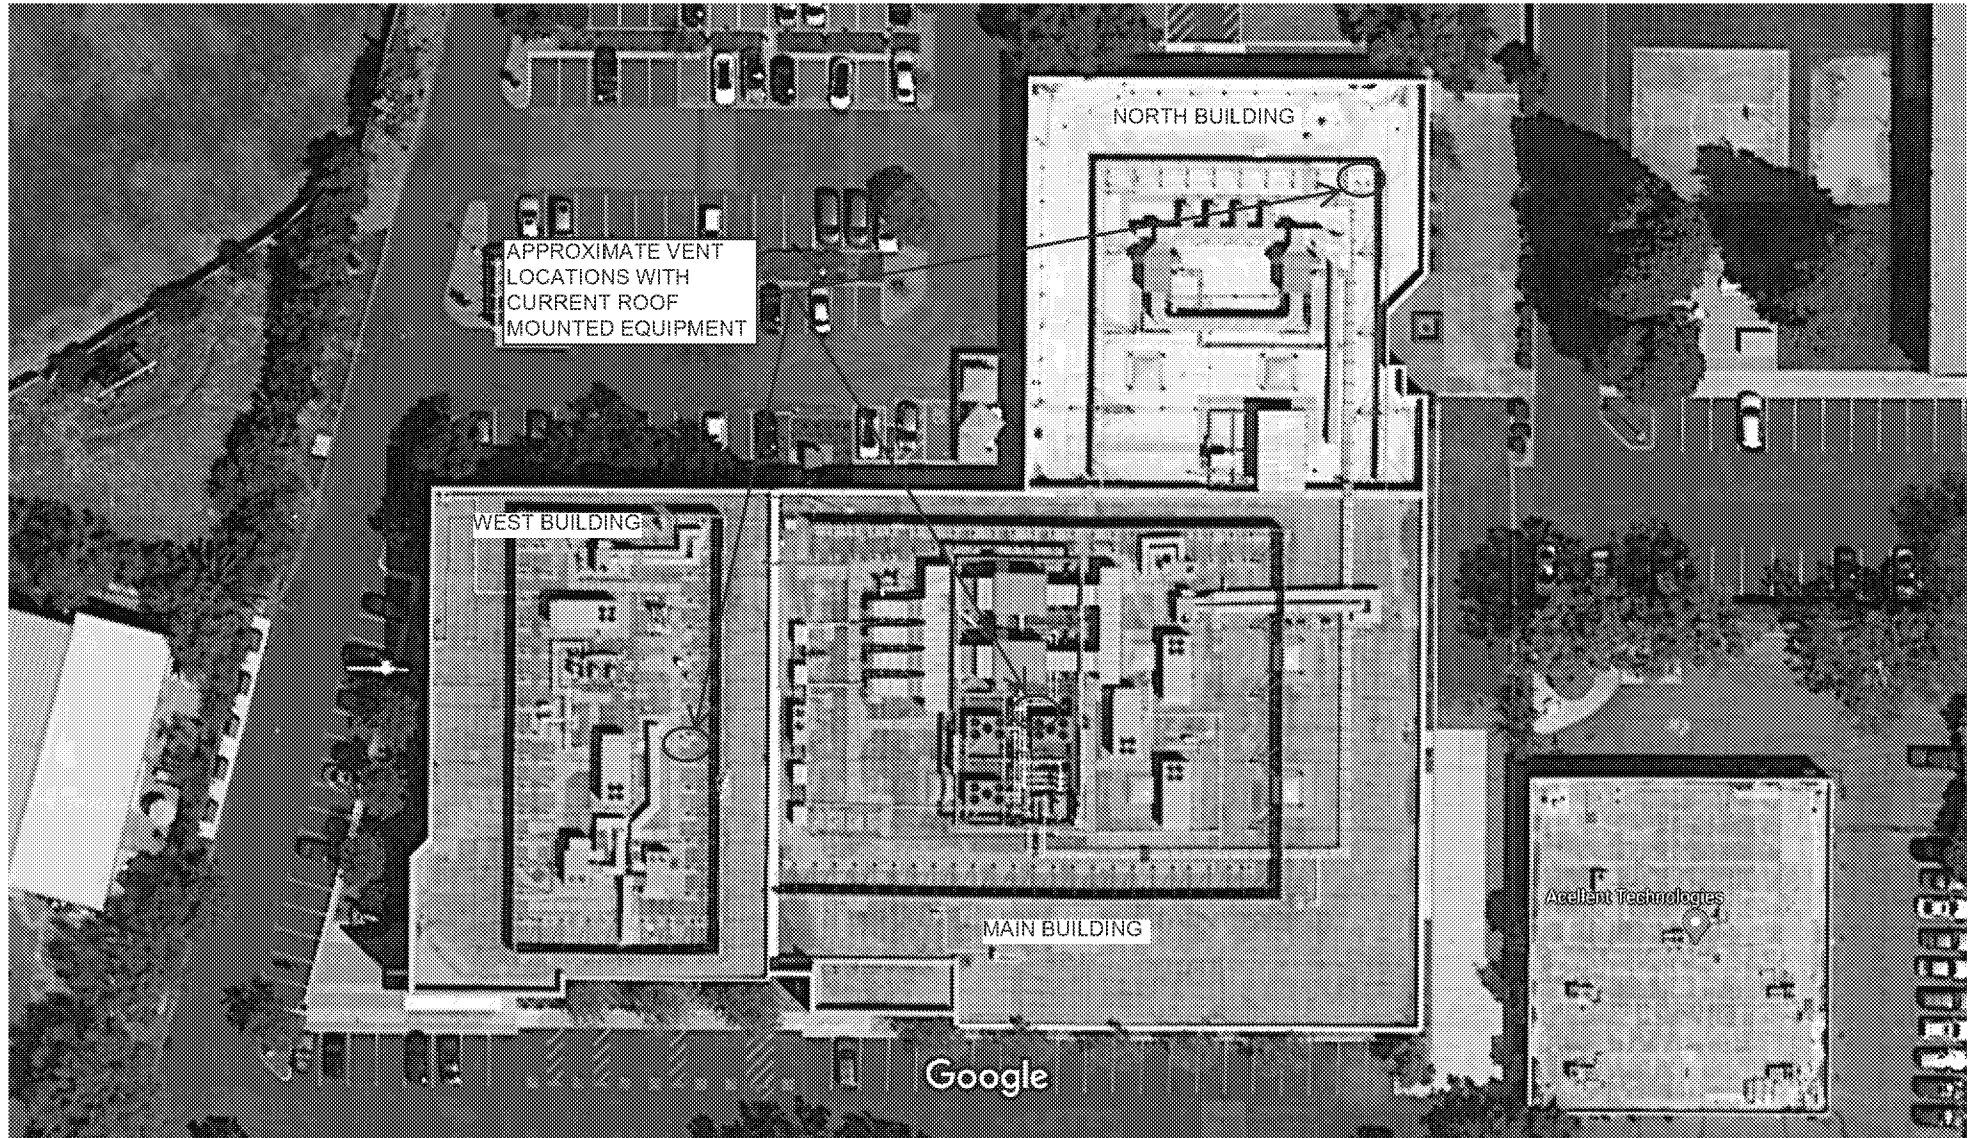 NORTH BUILDING
APPROXIMATE VENT
LOCATIONS WITH
CURRENT ROOF
MOUNTED EQUIPMENT
WEST BUILDING
Acellent Technologies
MAIN BUILDING
Google